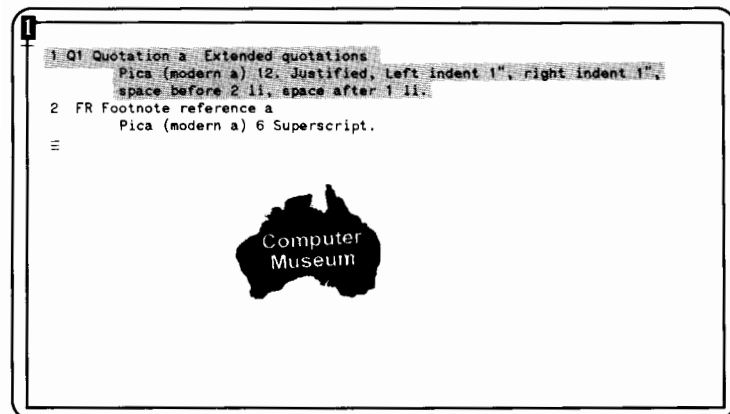 1
1 Q1 Quotation a  Extended quotations
Pica (modern a) 12. Justified, Left indent 1", right indent 1",
space before 2 li, space after 1 li.
2  FR Footnote reference a
Pica (modern a) 6 Superscript.
Computer
Museum